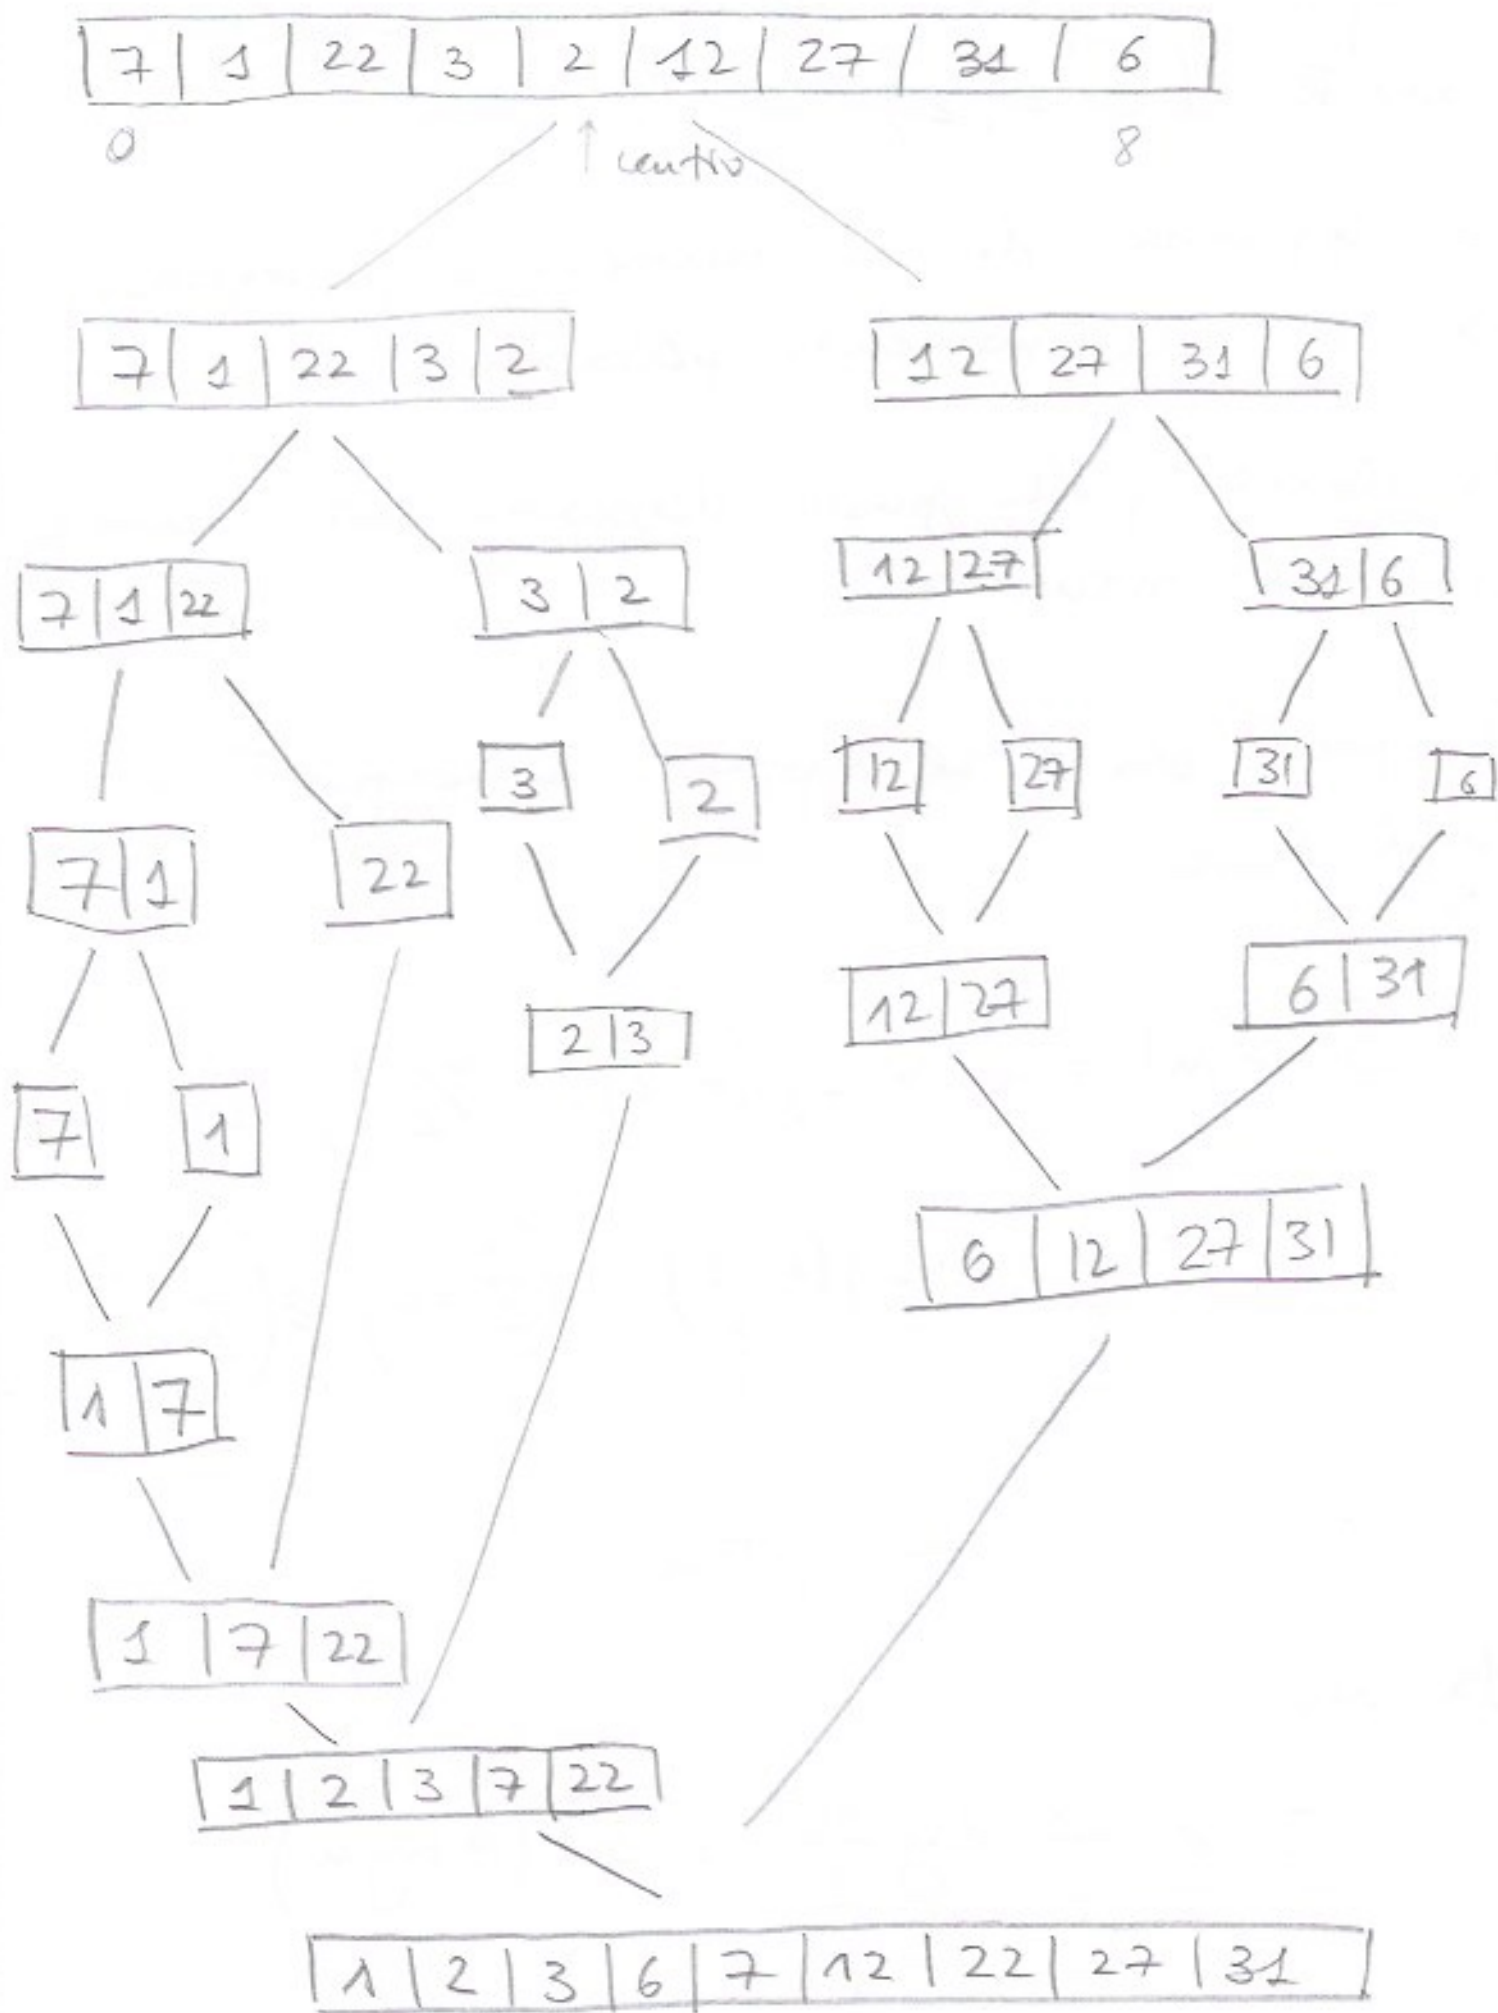 7 1 22 3 2 12 27 31 6
0 ↑ centro 8
7 1 22 3 2 12 27 31 6
7 1 22 3 2 12 27 31 6
3 2 12 27 31 6
7 1 22
2 3 12 27 6 31
7 1
6 12 27 31
1 7
1 7 22
1 2 3 7 22
1 2 3 6 7 12 22 27 31